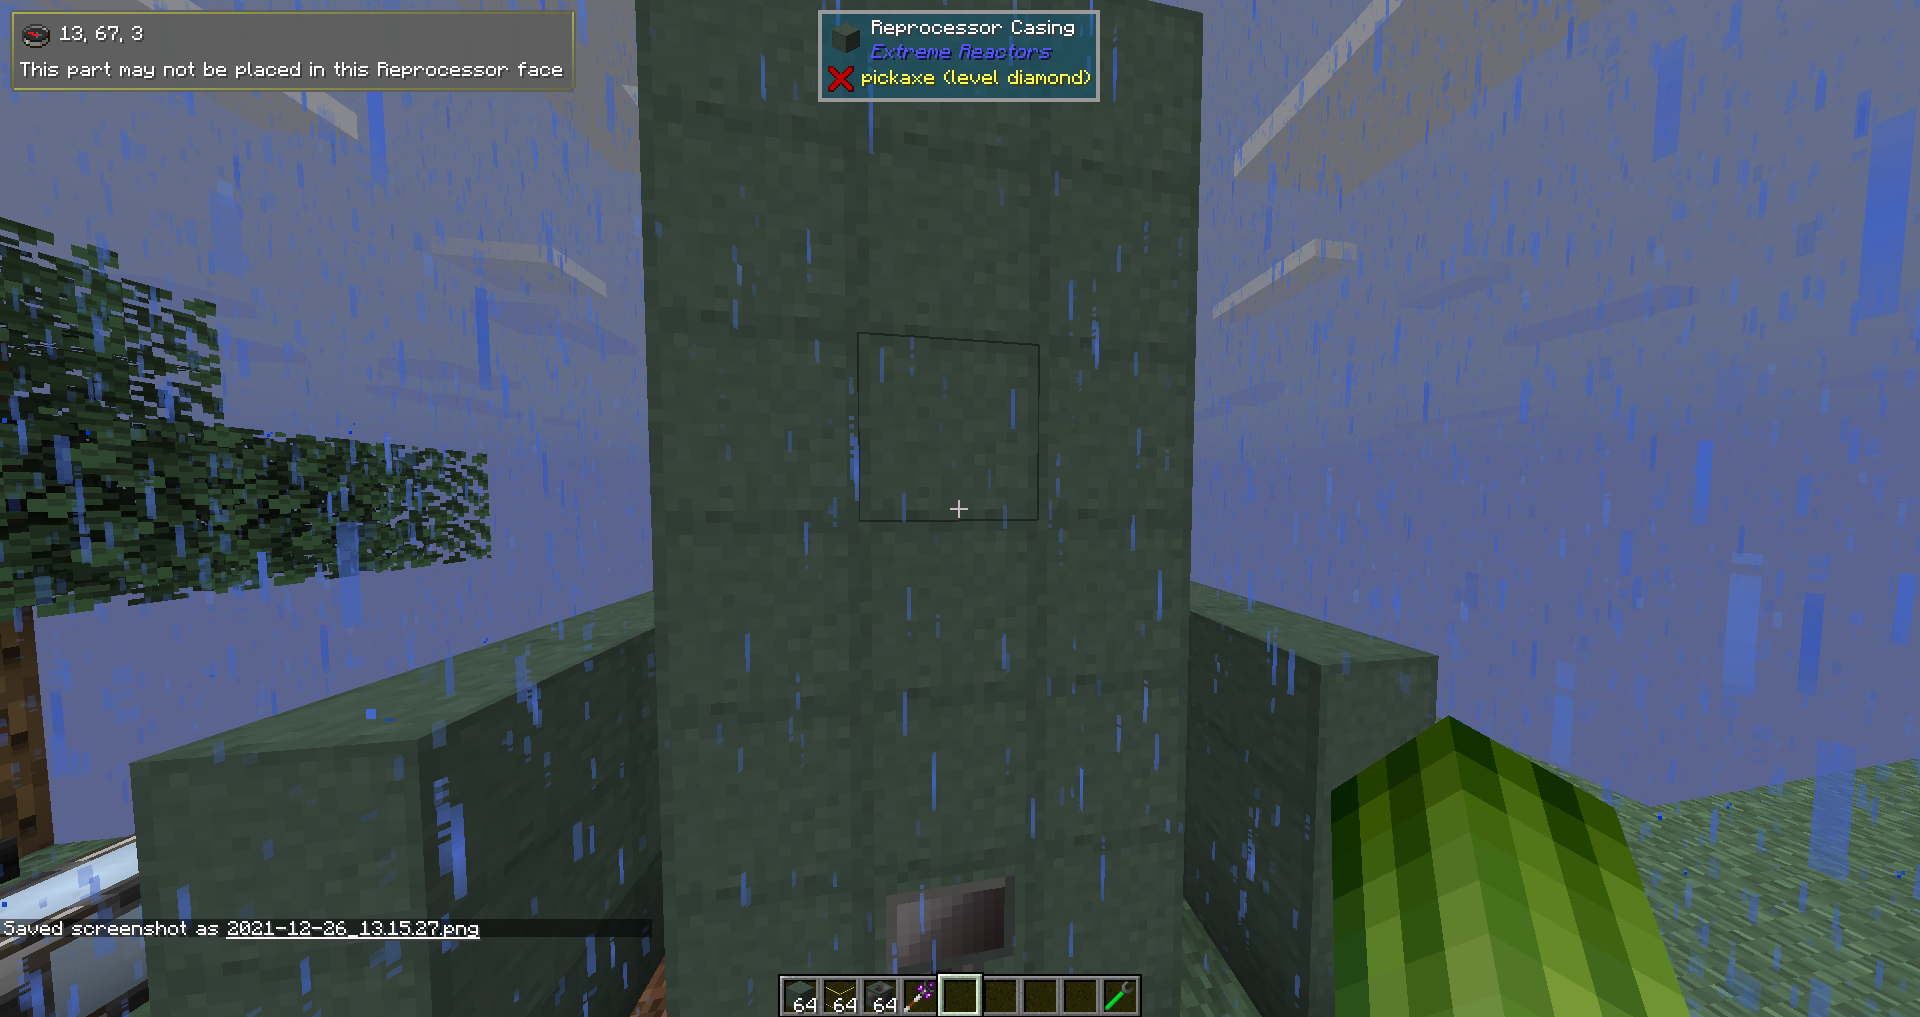 13, 67, 3
This part may not be placed in this Reprocessor face
Reprocessor Casing
Extreme Reactors
pickaxe (level diamond)
Saved screenshot as 2021-12-26_13.15.27.png
64 64 64